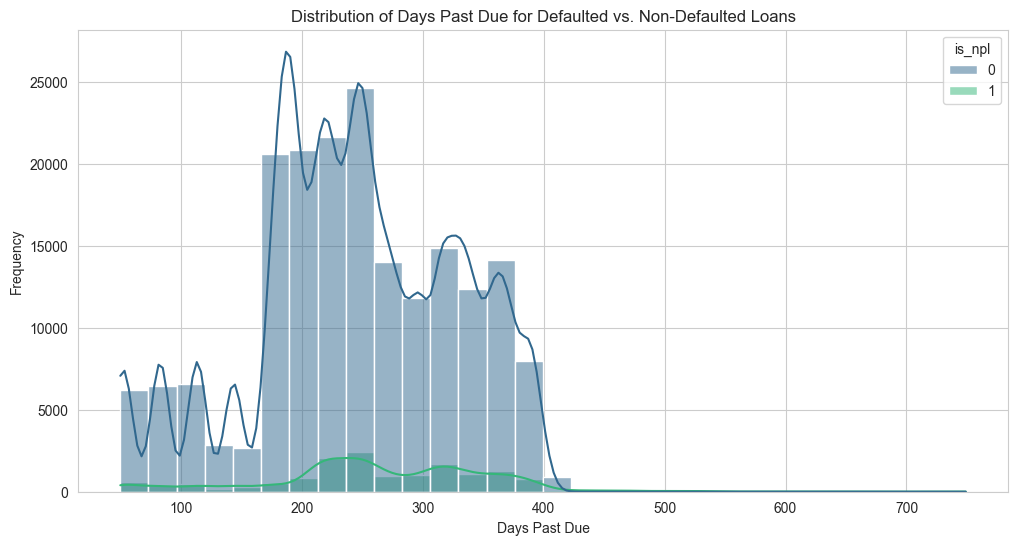 Distribution of Days Past Due for Defaulted vs. Non-Defaulted Loans
is_npl
0
1
Frequency
25000
20000
15000
10000
5000
0
100 200 300 400 500 600 700
Days Past Due